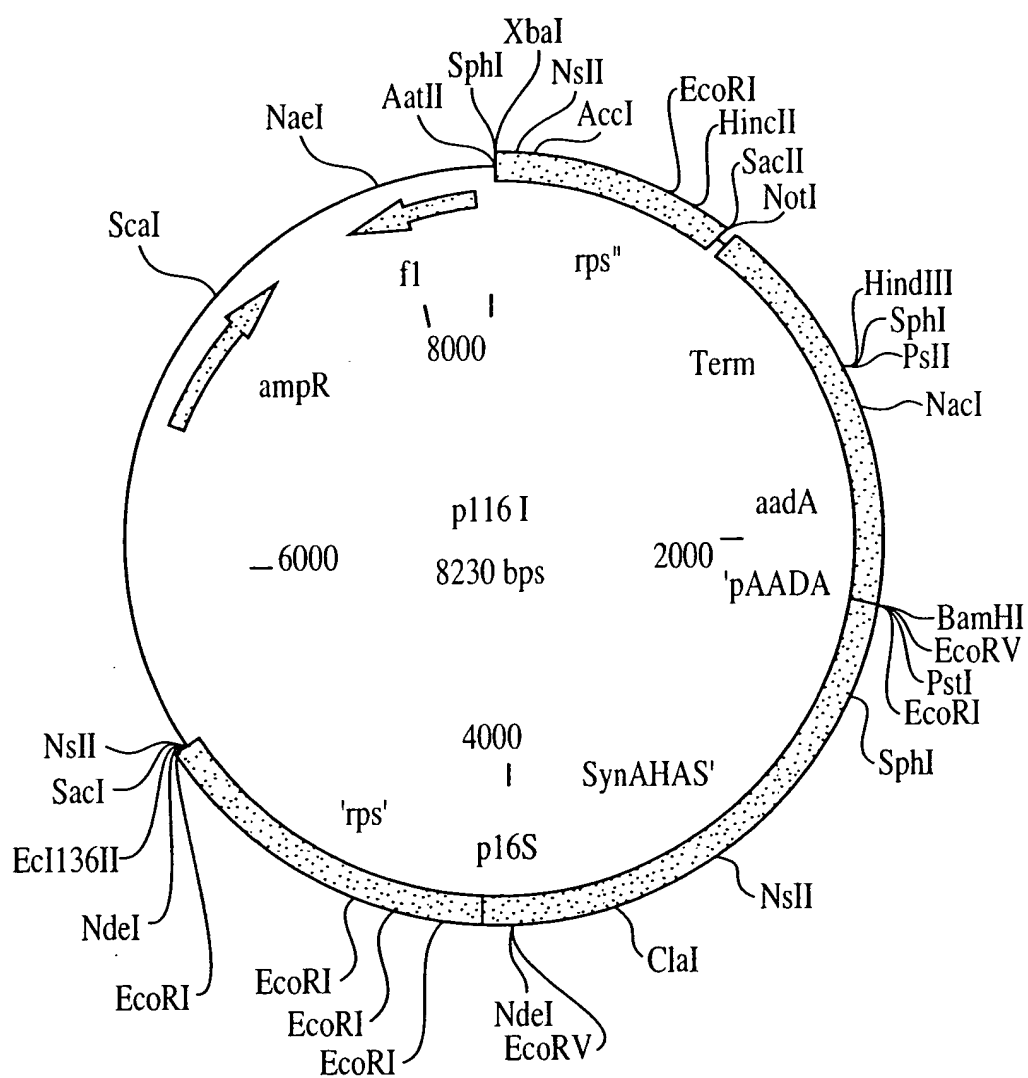 XbaI
SphI
NsII
AatII
AccI
EcoRI
NaeI
HincII
SacII
NotI
ScaI
f1
rps"
HindIII
SphI
PsII
8000
Term
ampR
NacI
p116 I
aadA
6000
8230 bps
2000
'pAADA
BamHI
EcoRV
PstI
EcoRI
4000
NsII
SphI
SynAHAS'
SacI
'rps'
p16S
EcI136II
NsII
NdeI
ClaI
EcoRI
EcoRI
NdeI
EcoRI
EcoRV
EcoRI